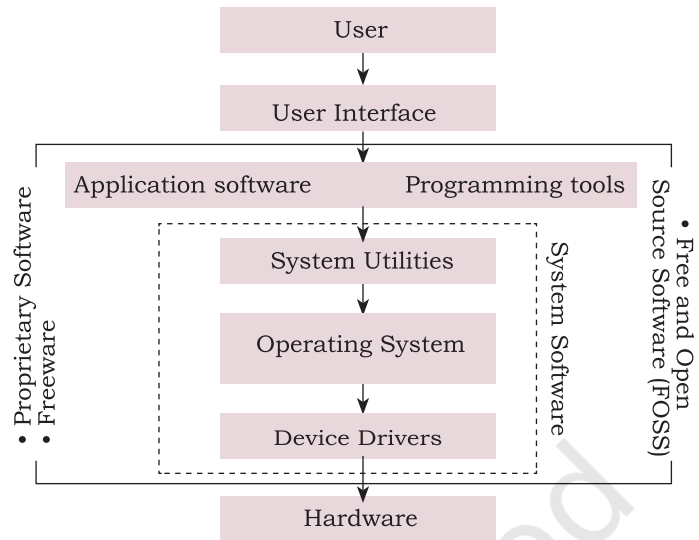 User
User Interface
Application software
Programming tools
System Utilities
Operating System
Device Drivers
Hardware
System Software
• Proprietary Software
• Freeware
• Free and Open
Source Software (FOSS)